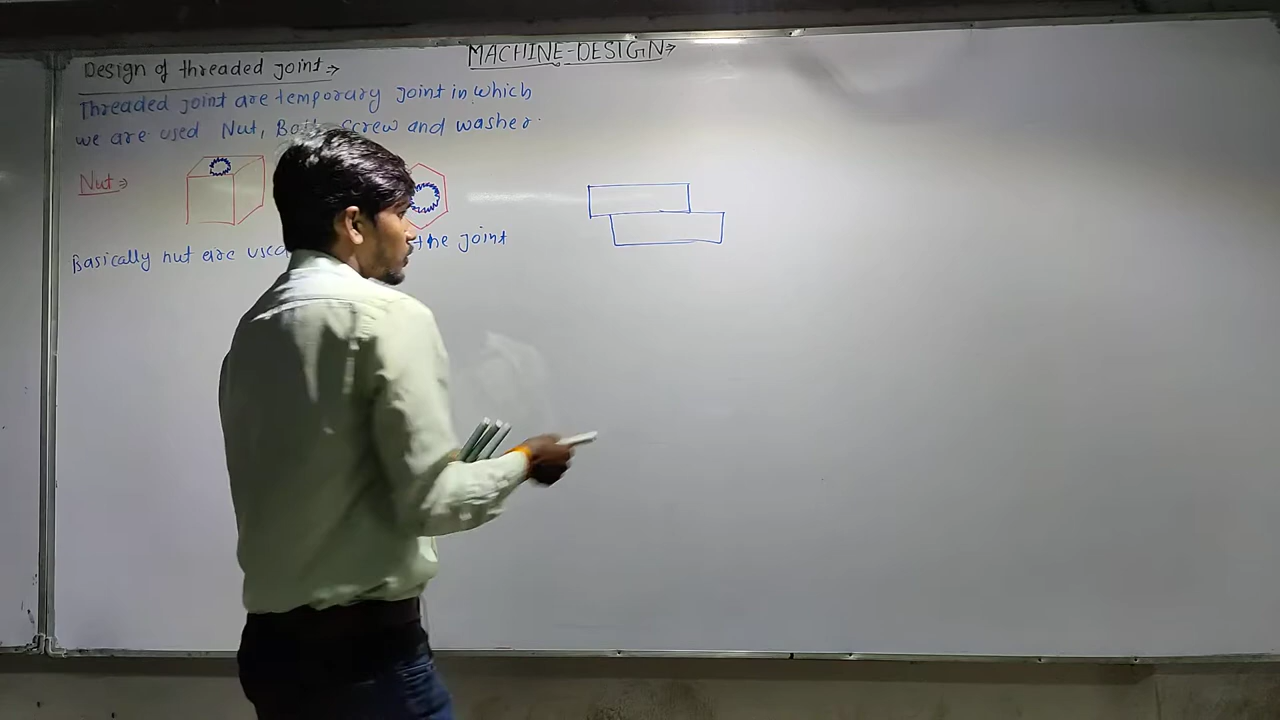 MACHINE-DESIGN⇒
Design of threaded joint⇒
Threaded joint are temporary joint in which
we are used Nut, Bolt, screw and washer.
Nut⇒
Basically nut are used the joint